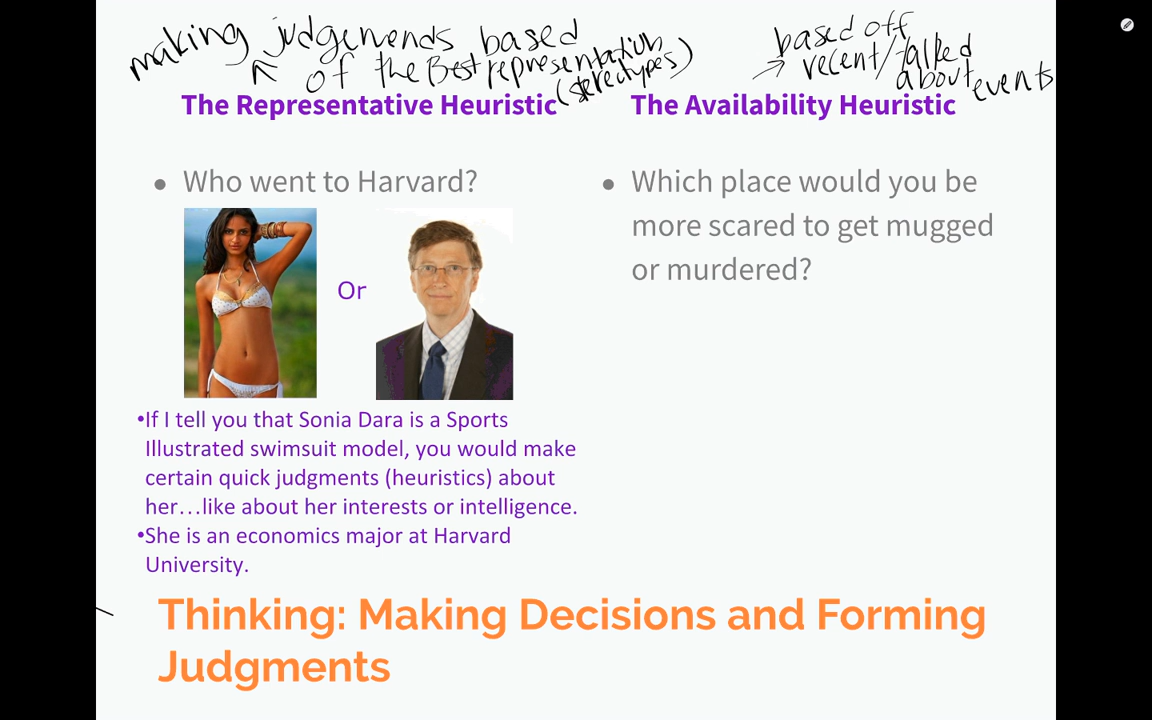 making judgements based
of the Best representation
(stereotypes)
based off
recent/talked
about events
The Representative Heuristic
The Availability Heuristic
• Who went to Harvard?
Or
•If I tell you that Sonia Dara is a Sports
Illustrated swimsuit model, you would make
certain quick judgments (heuristics) about
her…like about her interests or intelligence.
•She is an economics major at Harvard
University.
• Which place would you be
more scared to get mugged
or murdered?
Thinking: Making Decisions and Forming
Judgments